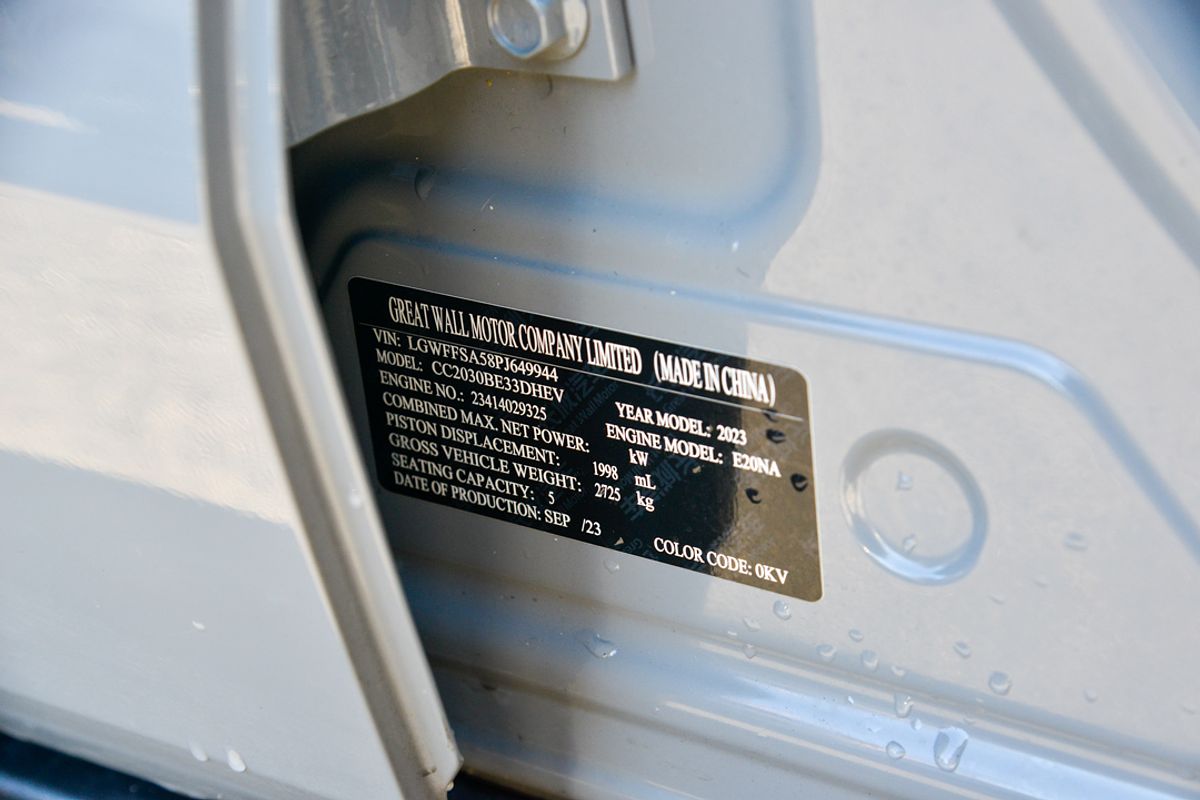 GREAT WALL MOTOR COMPANY LIMITED (MADE IN CHINA)
VIN: LGWFFSA58PJ649944
MODEL: CC2030BE33DHEV YEAR MODEL: 2023
ENGINE NO.: 23414029325 ENGINE MODEL: E20NA
COMBINED MAX. NET POWER: kW
PISTON DISPLACEMENT: 1998 mL
GROSS VEHICLE WEIGHT: 2725 kg
SEATING CAPACITY: 5
DATE OF PRODUCTION: SEP /23 COLOR CODE: 0KV